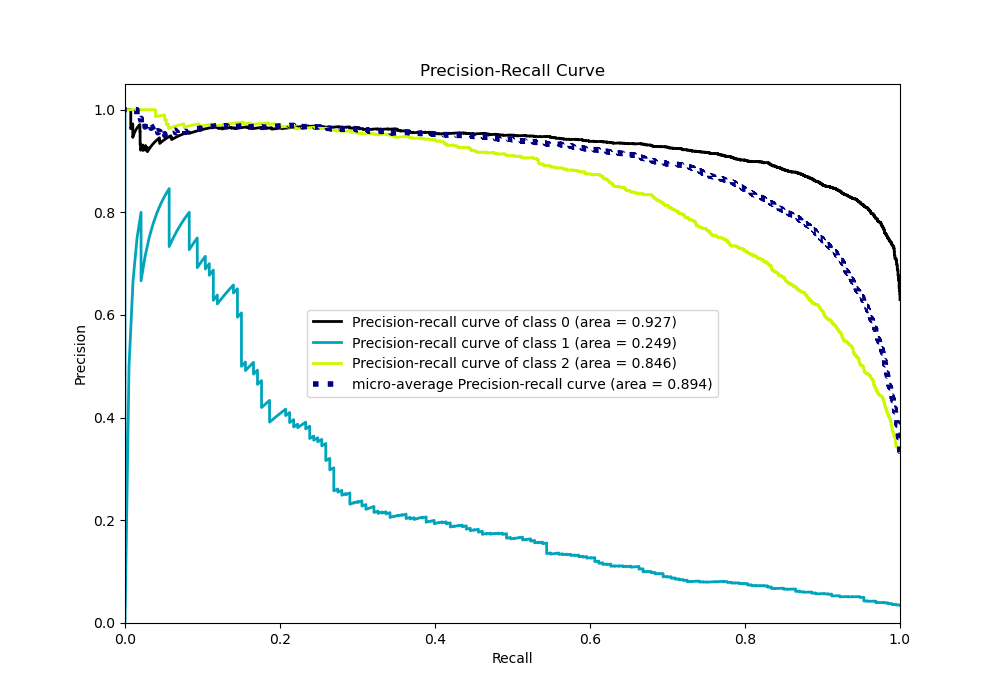 Precision-Recall Curve
1.0
0.8
0.6
0.4
0.2
0.0
Precision
Precision-recall curve of class 0 (area = 0.927)
Precision-recall curve of class 1 (area = 0.249)
Precision-recall curve of class 2 (area = 0.846)
micro-average Precision-recall curve (area = 0.894)
0.0 0.2 0.4 0.6 0.8 1.0
Recall